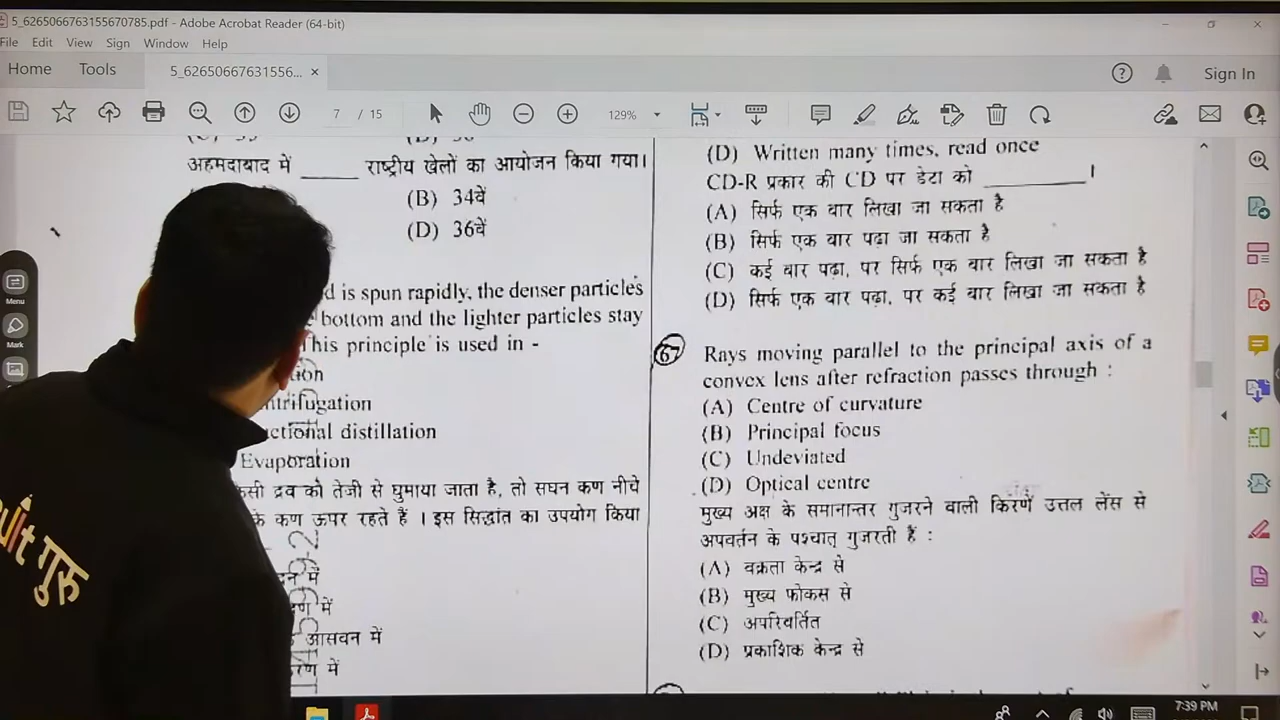 5_6265066763155670785.pdf - Adobe Acrobat Reader (64-bit)
File Edit View Sign Window Help
Home Tools 5_62650667631556... × Sign In
7 / 15 129%
अहमदाबाद में _____ राष्ट्रीय खेलों का आयोजन किया गया।
(B) 34वें
(D) 36वें
is spun rapidly, the denser particles
bottom and the lighter particles stay
his principle is used in -
ntrifugation
ctional distillation
Evaporation
द्रव को तेजी से घुमाया जाता है, तो सघन कण नीचे
के कण ऊपर रहते हैं । इस सिद्धांत का उपयोग किया
में
में
आसवन में
में
(D) Written many times, read once
CD-R प्रकार की CD पर डेटा को __________।
(A) सिर्फ एक बार लिखा जा सकता है
(B) सिर्फ एक बार पढ़ा जा सकता है
(C) कई बार पढ़ा, पर सिर्फ एक बार लिखा जा सकता है
(D) सिर्फ एक बार पढ़ा, पर कई बार लिखा जा सकता है
67 Rays moving parallel to the principal axis of a
convex lens after refraction passes through :
(A) Centre of curvature
(B) Principal focus
(C) Undeviated
(D) Optical centre
मुख्य अक्ष के समानान्तर गुजरने वाली किरणें उत्तल लेंस से
अपवर्तन के पश्चात् गुजरती हैं :
(A) वक्रता केन्द्र से
(B) मुख्य फोकस से
(C) अपरिवर्तित
(D) प्रकाशिक केन्द्र से
Menu
Mark
गुरु
7:39 PM